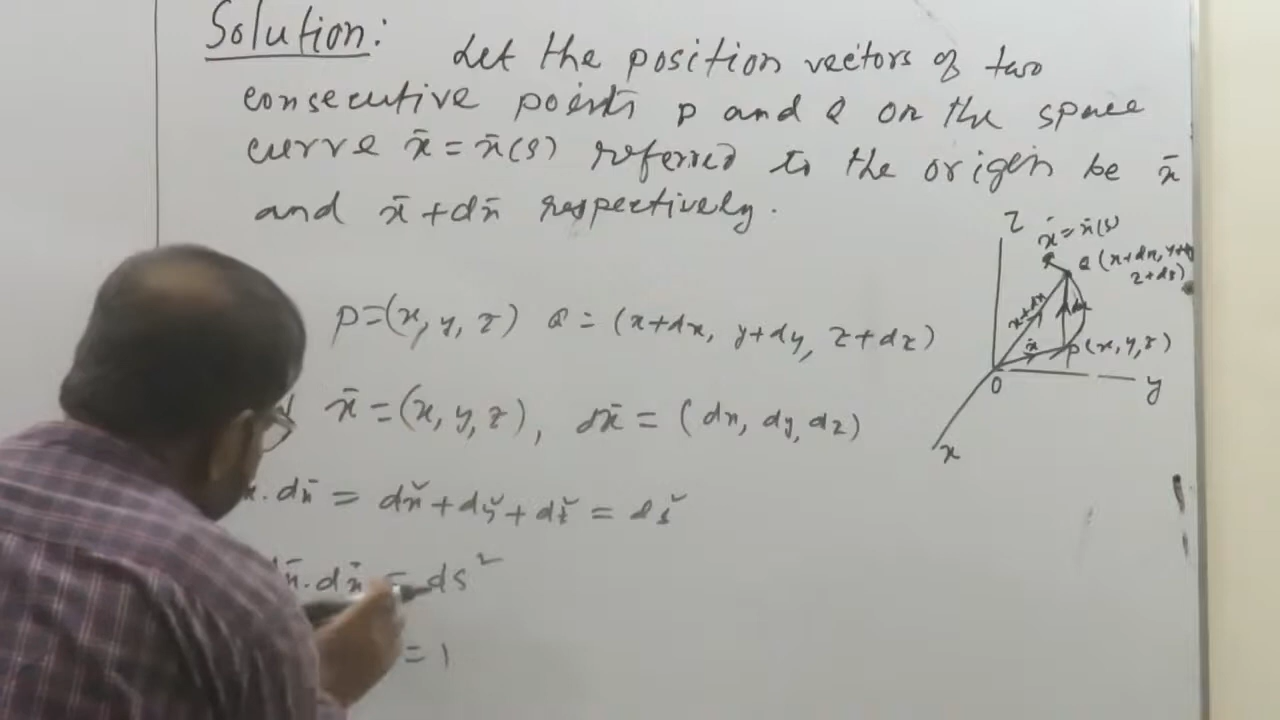 Solution: Let the position vectors of two
consecutive points P and Q on the space
curve x̄ = x̄(s) referred to the origin be x̄
and x̄ + dx̄ respectively.
P = (x, y, z) Q = (x+dx, y+dy, z+dz)
x̄ = (x, y, z), dx̄ = (dx, dy, dz)
. dx̄ = dx² + dy² + dz² = ds²
dx̄. dx̄ = ds²
= 1
z
x̄ = x̄(s)
Q (x+dx, y+dy
z+dz)
x̄+dx̄
x̄
P(x, y, z)
O
y
x